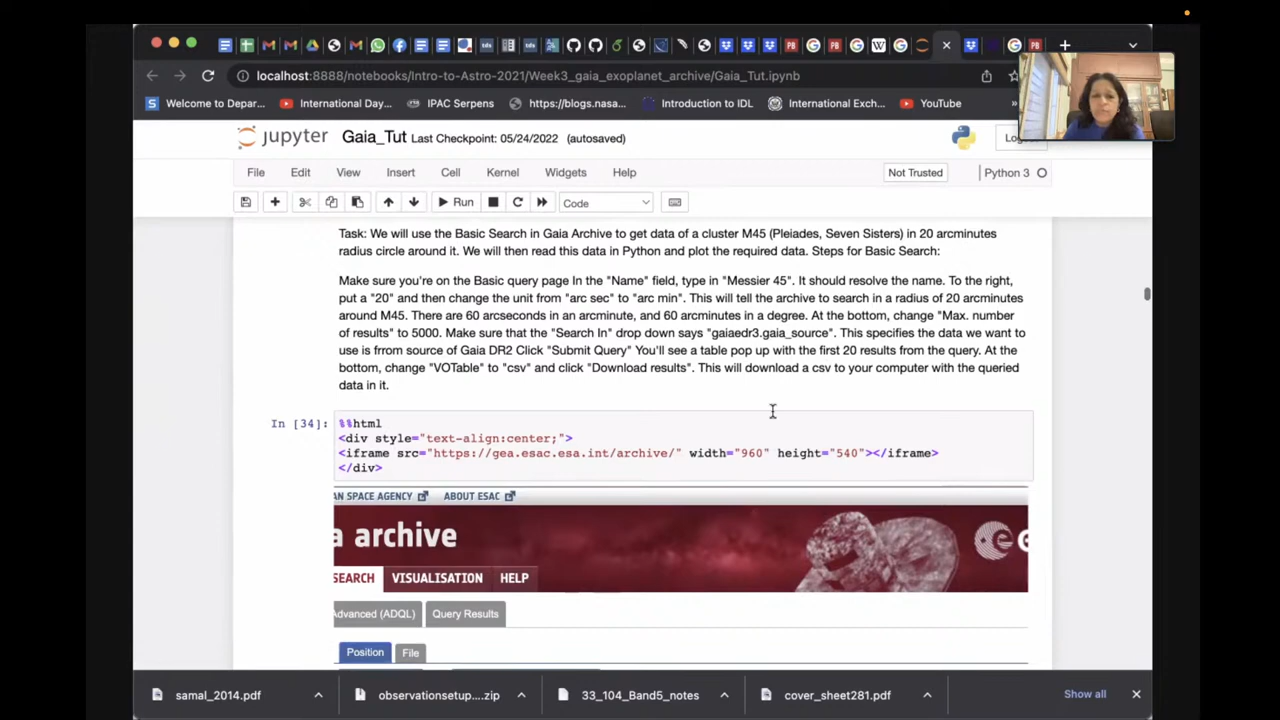 localhost:8888/notebooks/Intro-to-Astro-2021/Week3_gaia_exoplanet_archive/Gaia_Tut.ipynb
Welcome to Depar... International Day... IPAC Serpens https://blogs.nasa... Introduction to IDL International Exch... YouTube »
jupyter Gaia_Tut Last Checkpoint: 05/24/2022 (autosaved)
File Edit View Insert Cell Kernel Widgets Help Not Trusted Python 3
Run Code
Task: We will use the Basic Search in Gaia Archive to get data of a cluster M45 (Pleiades, Seven Sisters) in 20 arcminutes
radius circle around it. We will then read this data in Python and plot the required data. Steps for Basic Search:
Make sure you're on the Basic query page In the "Name" field, type in "Messier 45". It should resolve the name. To the right,
put a "20" and then change the unit from "arc sec" to "arc min". This will tell the archive to search in a radius of 20 arcminutes
around M45. There are 60 arcseconds in an arcminute, and 60 arcminutes in a degree. At the bottom, change "Max. number
of results" to 5000. Make sure that the "Search In" drop down says "gaiaedr3.gaia_source". This specifies the data we want to
use is frrom source of Gaia DR2 Click "Submit Query" You'll see a table pop up with the first 20 results from the query. At the
bottom, change "VOTable" to "csv" and click "Download results". This will download a csv to your computer with the queried
data in it.
In [34]: %%html
<div style="text-align:center;">
<iframe src="https://gea.esac.esa.int/archive/" width="960" height="540"></iframe>
</div>
AN SPACE AGENCY ABOUT ESAC
a archive e
SEARCH VISUALISATION HELP
Advanced (ADQL) Query Results
Position File
samal_2014.pdf observationsetup....zip 33_104_Band5_notes cover_sheet281.pdf Show all